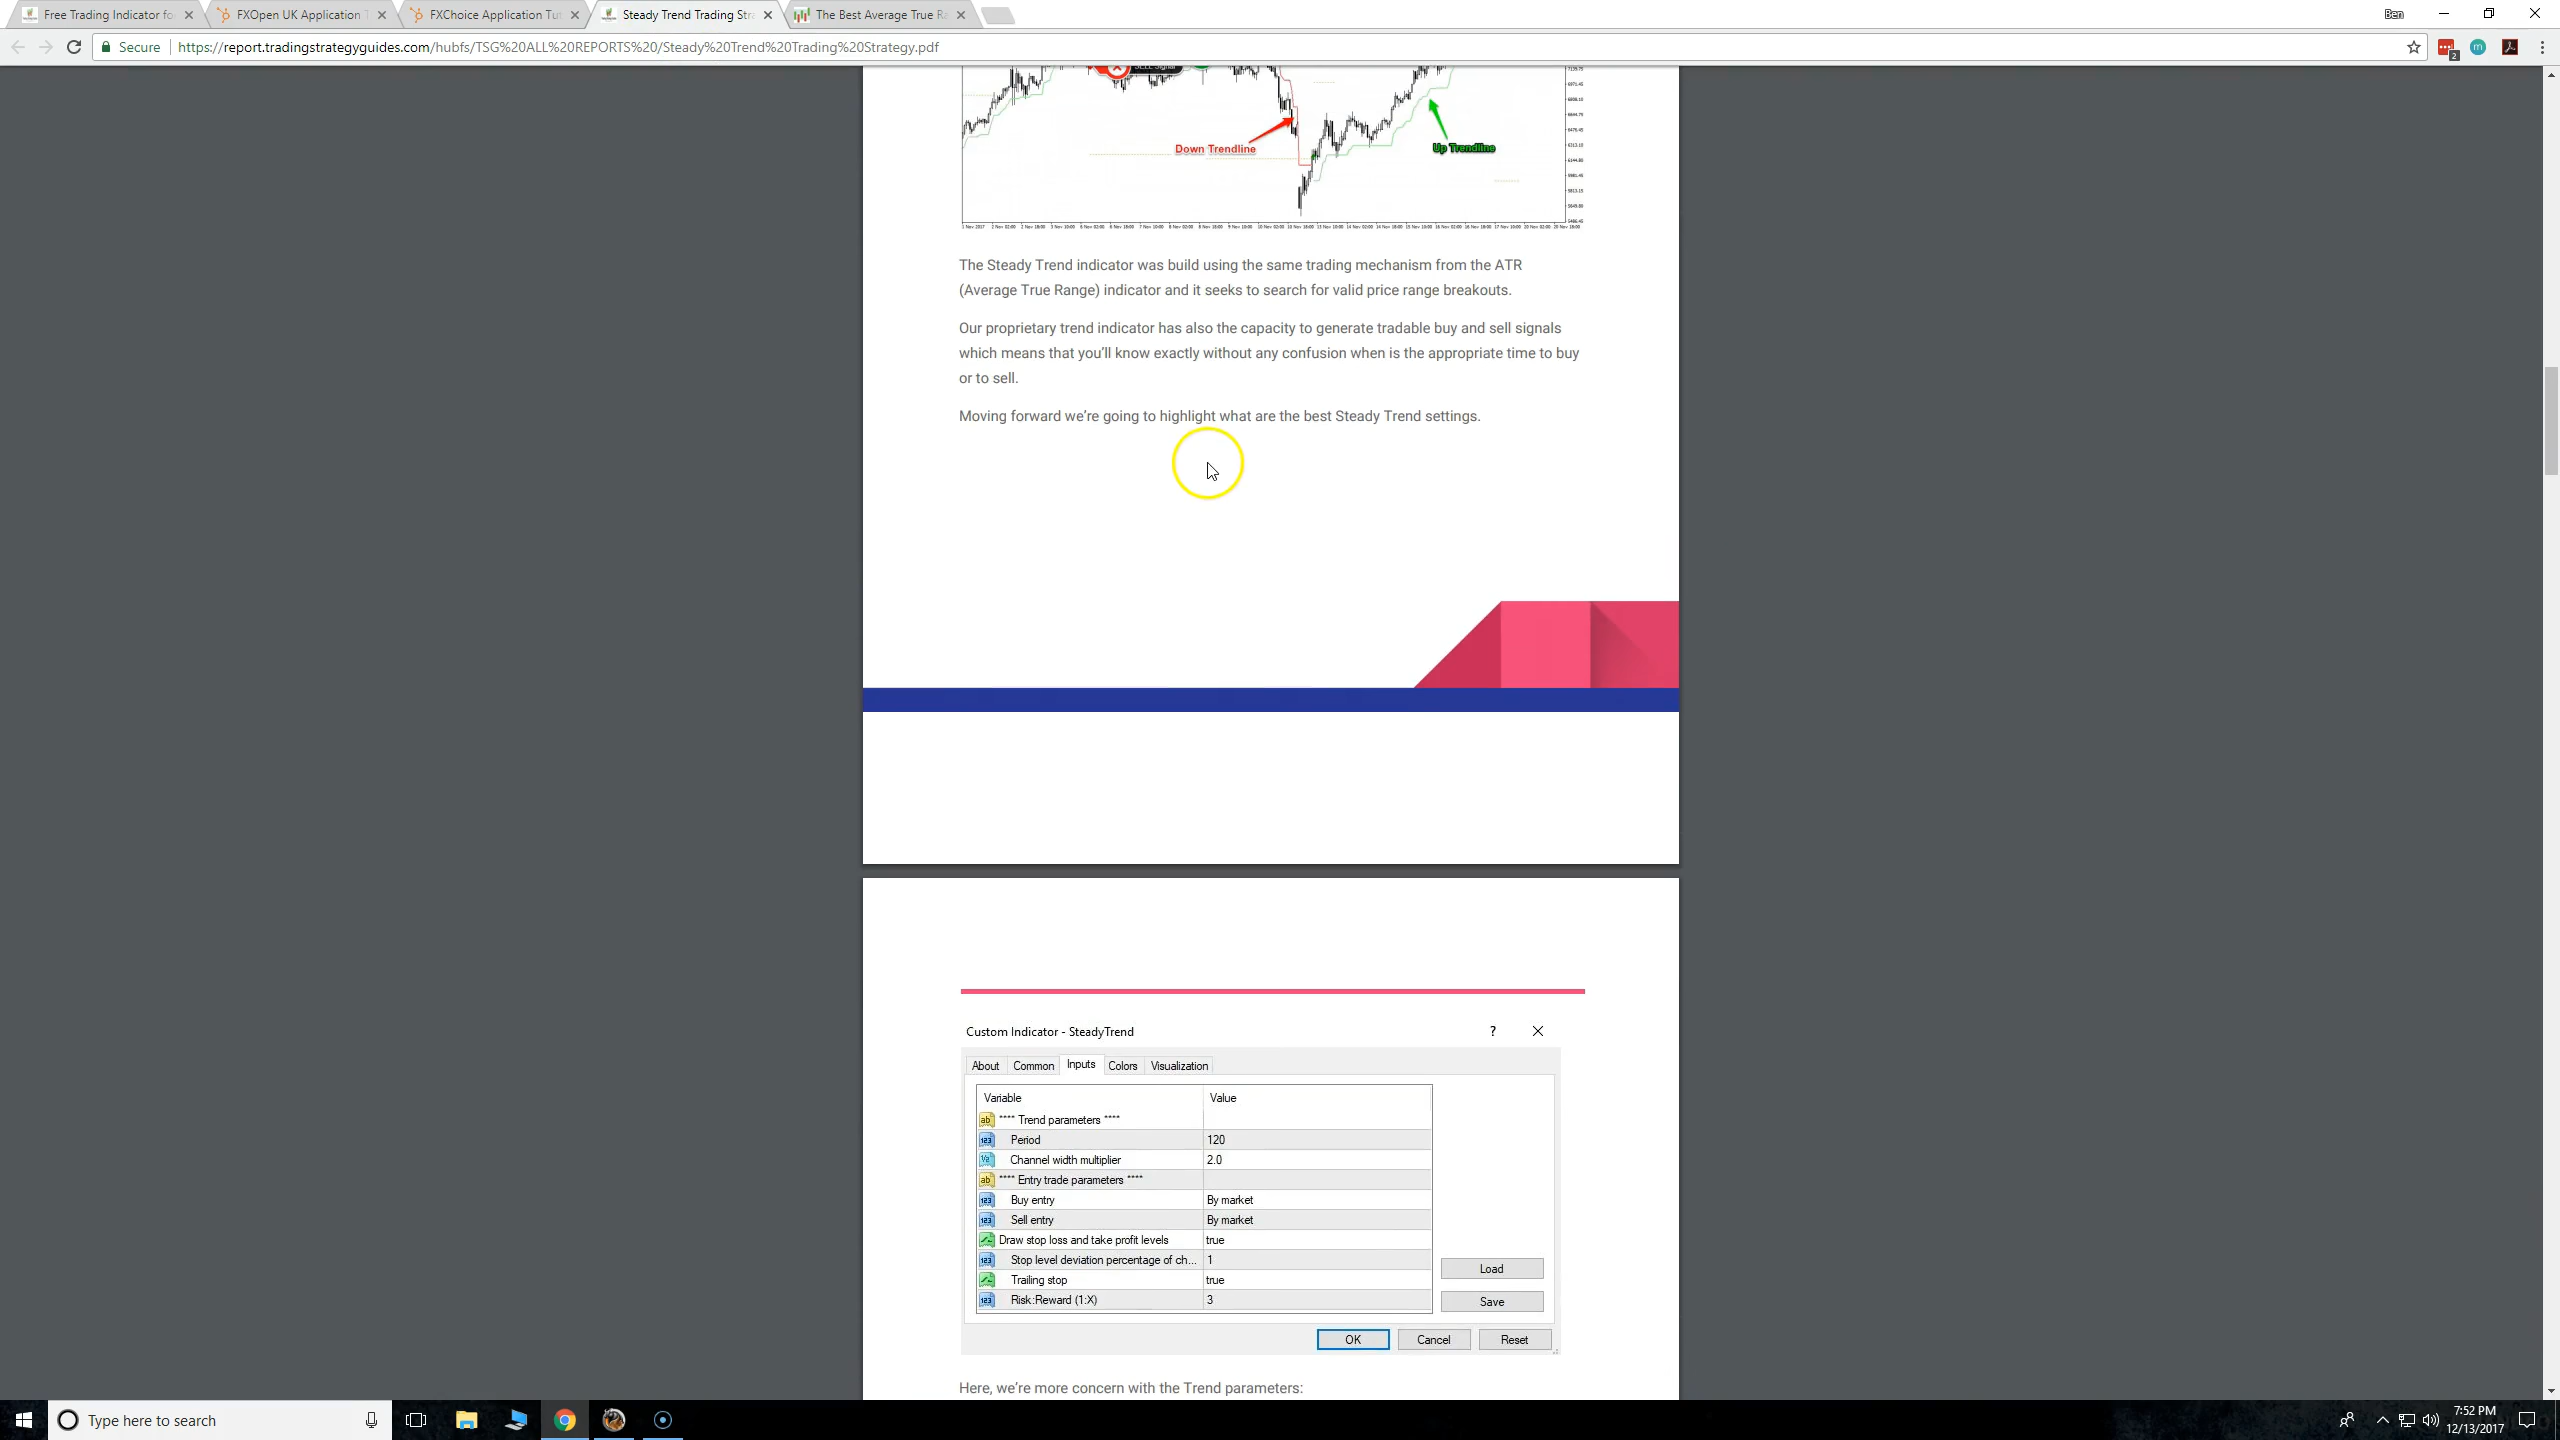 Free Trading Indicator fo
FXOpen UK Application T
FXChoice Application Tut
Steady Trend Trading Stra
The Best Average True Ra
Ben
Secure
https://report.tradingstrategyguides.com/hubfs/TSG%20ALL%20REPORTS%20/Steady%20Trend%20Trading%20Strategy.pdf
2
m
Down Trendline
Up Trendline
The Steady Trend indicator was build using the same trading mechanism from the ATR
(Average True Range) indicator and it seeks to search for valid price range breakouts.
Our proprietary trend indicator has also the capacity to generate tradable buy and sell signals
which means that you'll know exactly without any confusion when is the appropriate time to buy
or to sell.
Moving forward we're going to highlight what are the best Steady Trend settings.
Custom Indicator - SteadyTrend
?
About Common Inputs Colors Visualization
Variable Value
**** Trend parameters ****
Period 120
Channel width multiplier 2.0
**** Entry trade parameters ****
Buy entry By market
Sell entry By market
Draw stop loss and take profit levels true
Stop level deviation percentage of ch... 1
Trailing stop true
Risk:Reward (1:X) 3
Load
Save
OK Cancel Reset
Here, we're more concern with the Trend parameters:
Type here to search
7:52 PM
12/13/2017